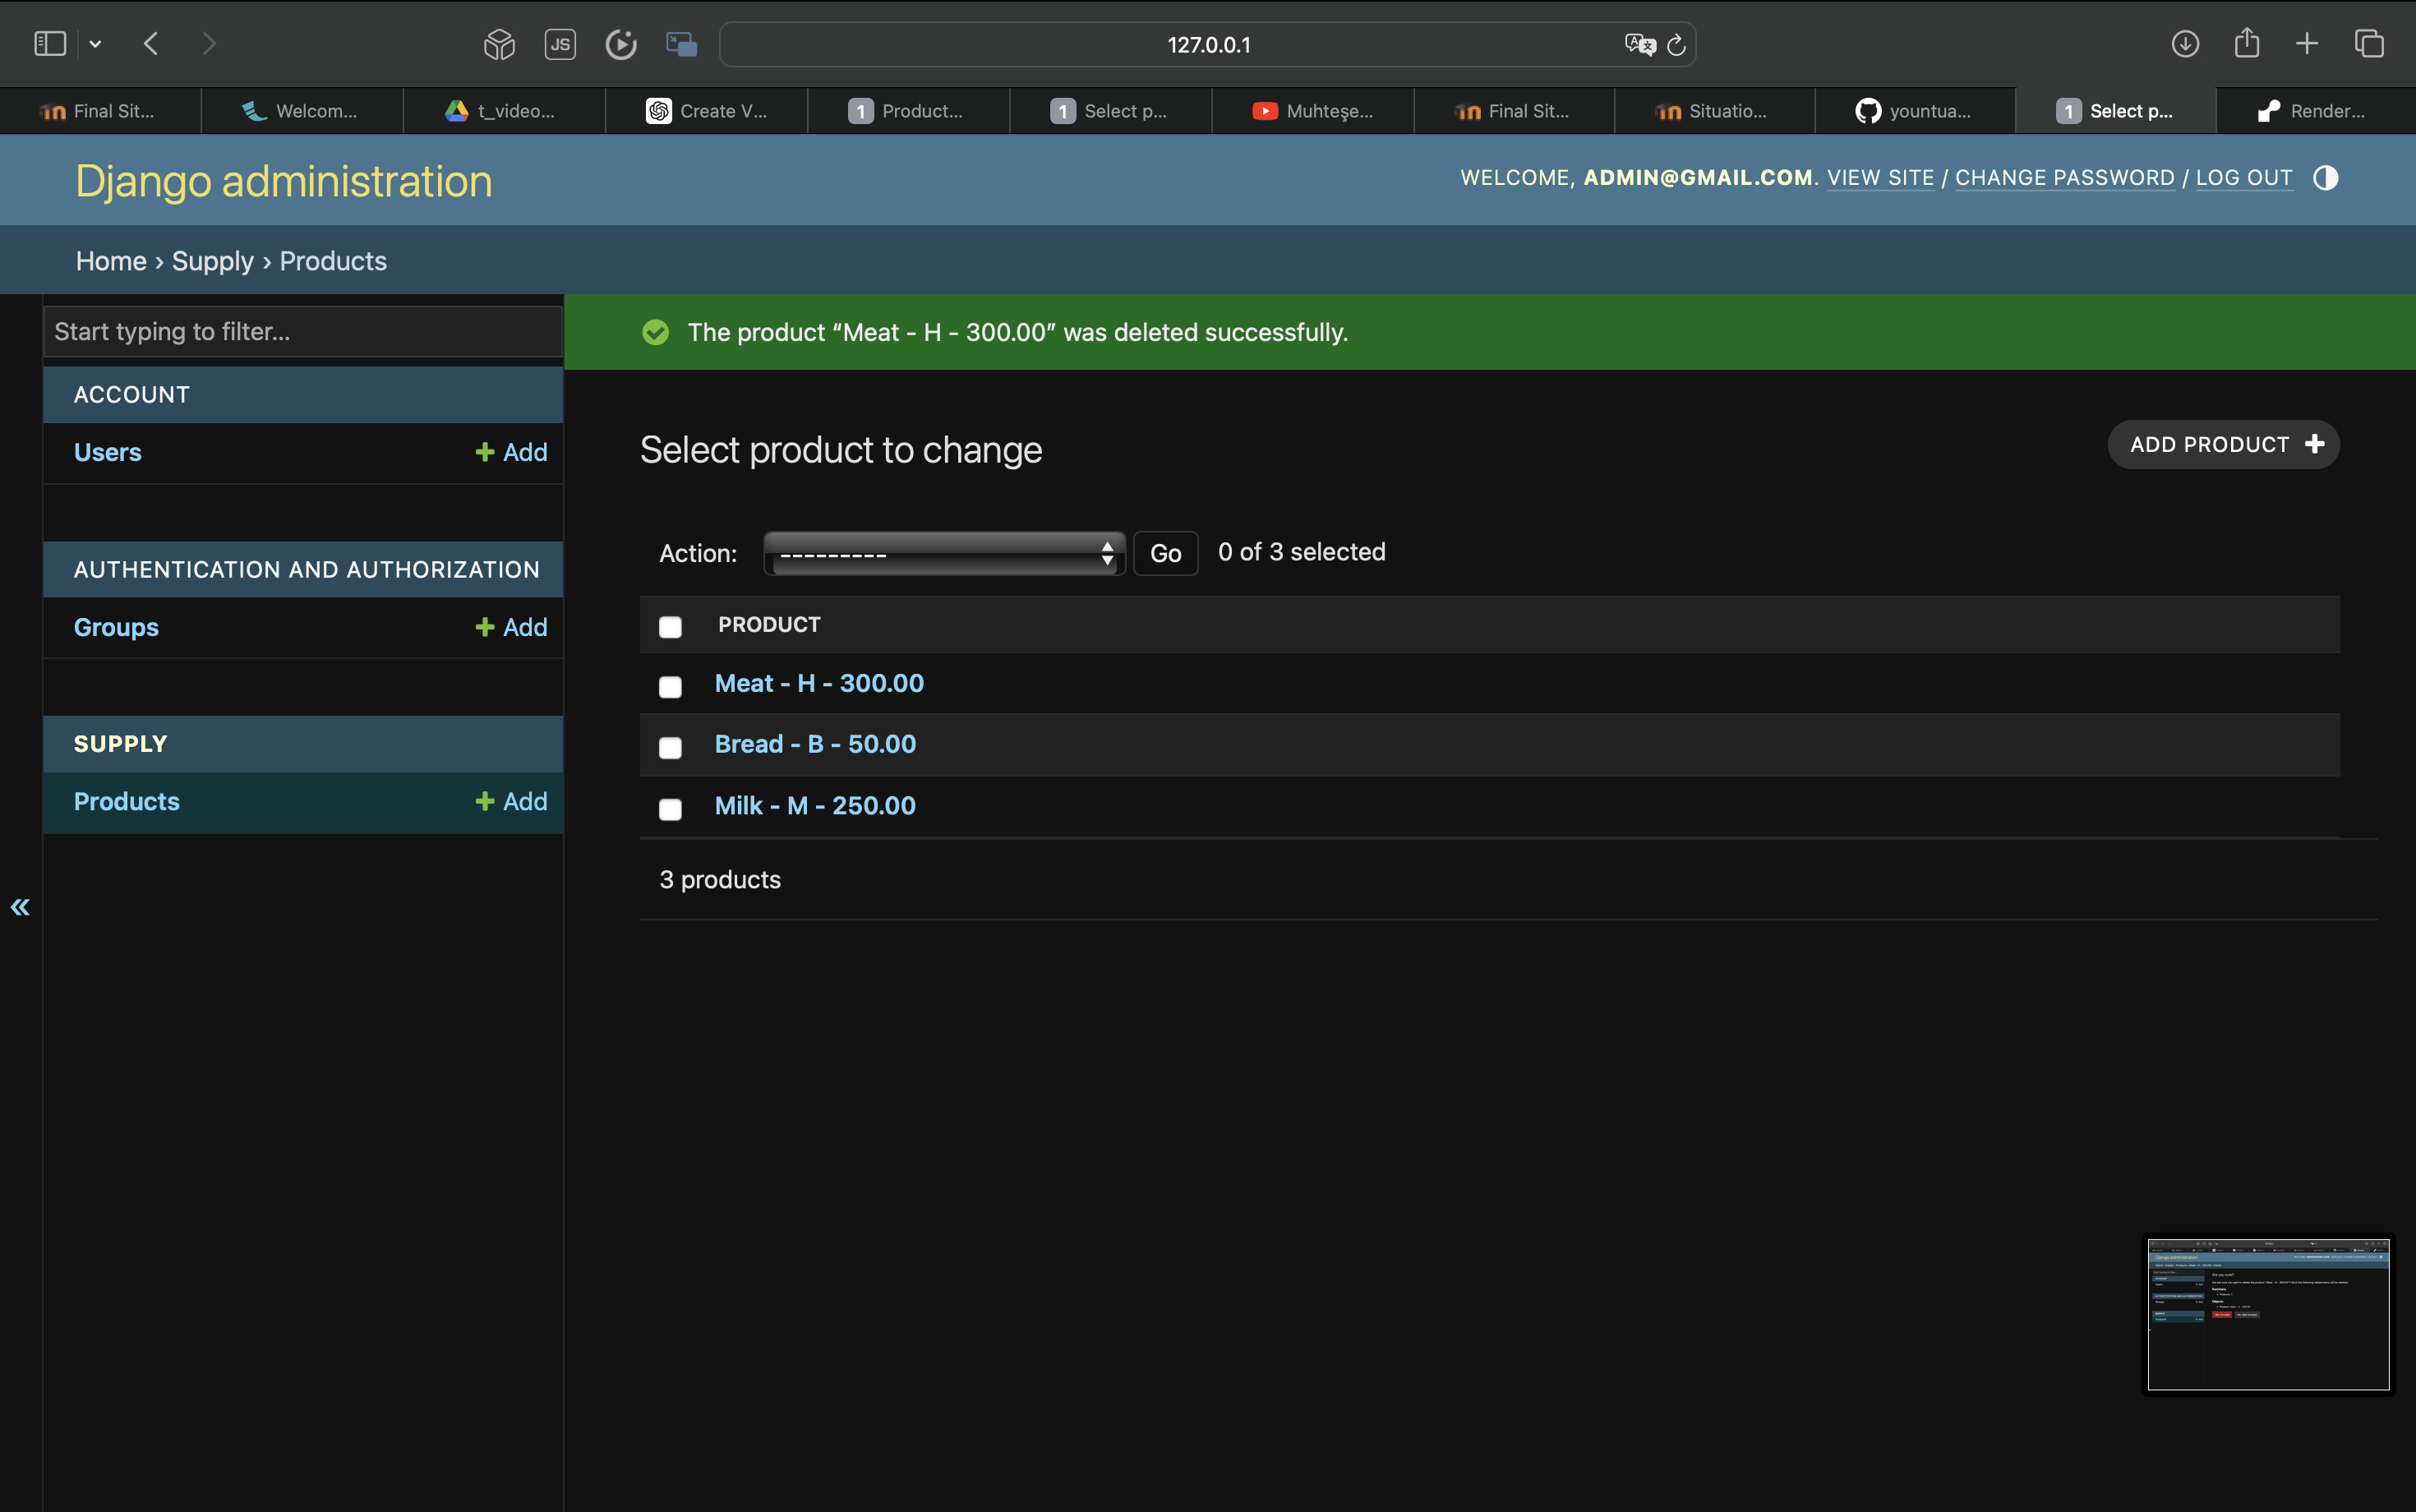 JS
127.0.0.1
Final Sit...
Welcom...
t_video...
Create V...
1 Product...
1 Select p...
Muhteşe...
Final Sit...
Situatio...
yountua...
1 Select p...
Render...
Django administration
WELCOME, ADMIN@GMAIL.COM. VIEW SITE / CHANGE PASSWORD / LOG OUT
Home › Supply › Products
Start typing to filter...
The product “Meat - H - 300.00” was deleted successfully.
ACCOUNT
Users
Add
AUTHENTICATION AND AUTHORIZATION
Groups
Add
SUPPLY
Products
Add
Select product to change
ADD PRODUCT
Action: --------- Go 0 of 3 selected
PRODUCT
Meat - H - 300.00
Bread - B - 50.00
Milk - M - 250.00
3 products